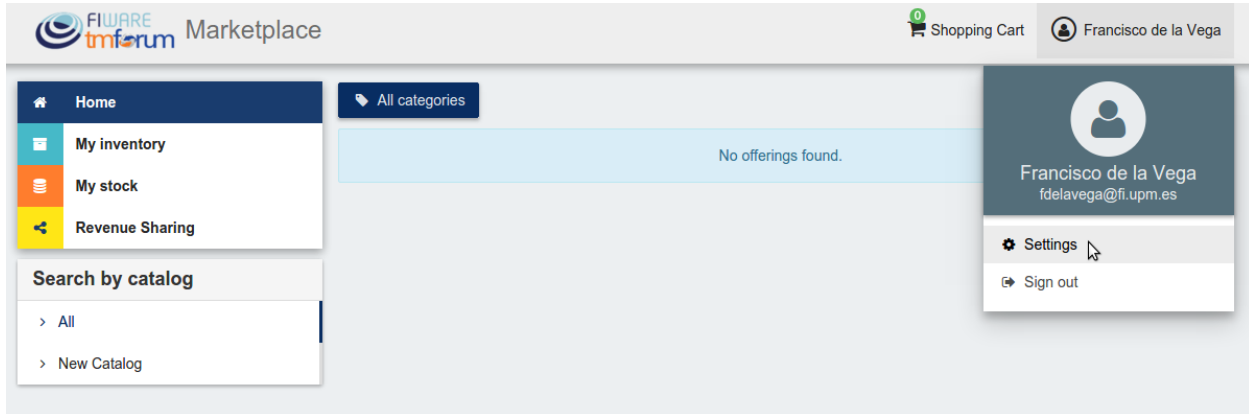 FIWARE
tmforum Marketplace
0
Shopping Cart
Francisco de la Vega
Home
My inventory
My stock
Revenue Sharing
Search by catalog
All
New Catalog
All categories
No offerings found.
Francisco de la Vega
fdelavega@fi.upm.es
Settings
Sign out